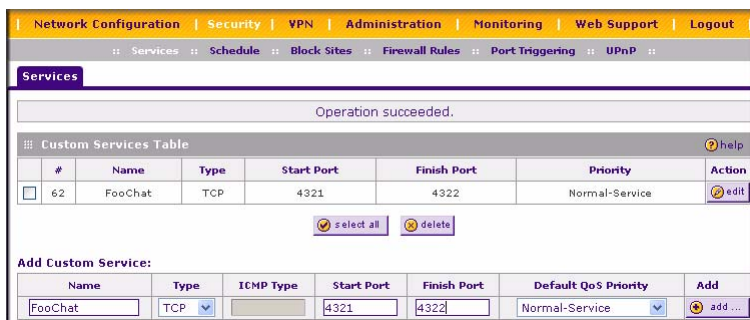 Network Configuration | Security | VPN | Administration | Monitoring | Web Support | Logout
:: Services :: Schedule :: Block Sites :: Firewall Rules :: Port Triggering :: UPnP ::
Services
Operation succeeded.
Custom Services Table help
# Name Type Start Port Finish Port Priority Action
62 FooChat TCP 4321 4322 Normal-Service edit
select all delete
Add Custom Service:
Name Type ICMP Type Start Port Finish Port Default QoS Priority Add
FooChat TCP 4321 4322 Normal-Service add ...